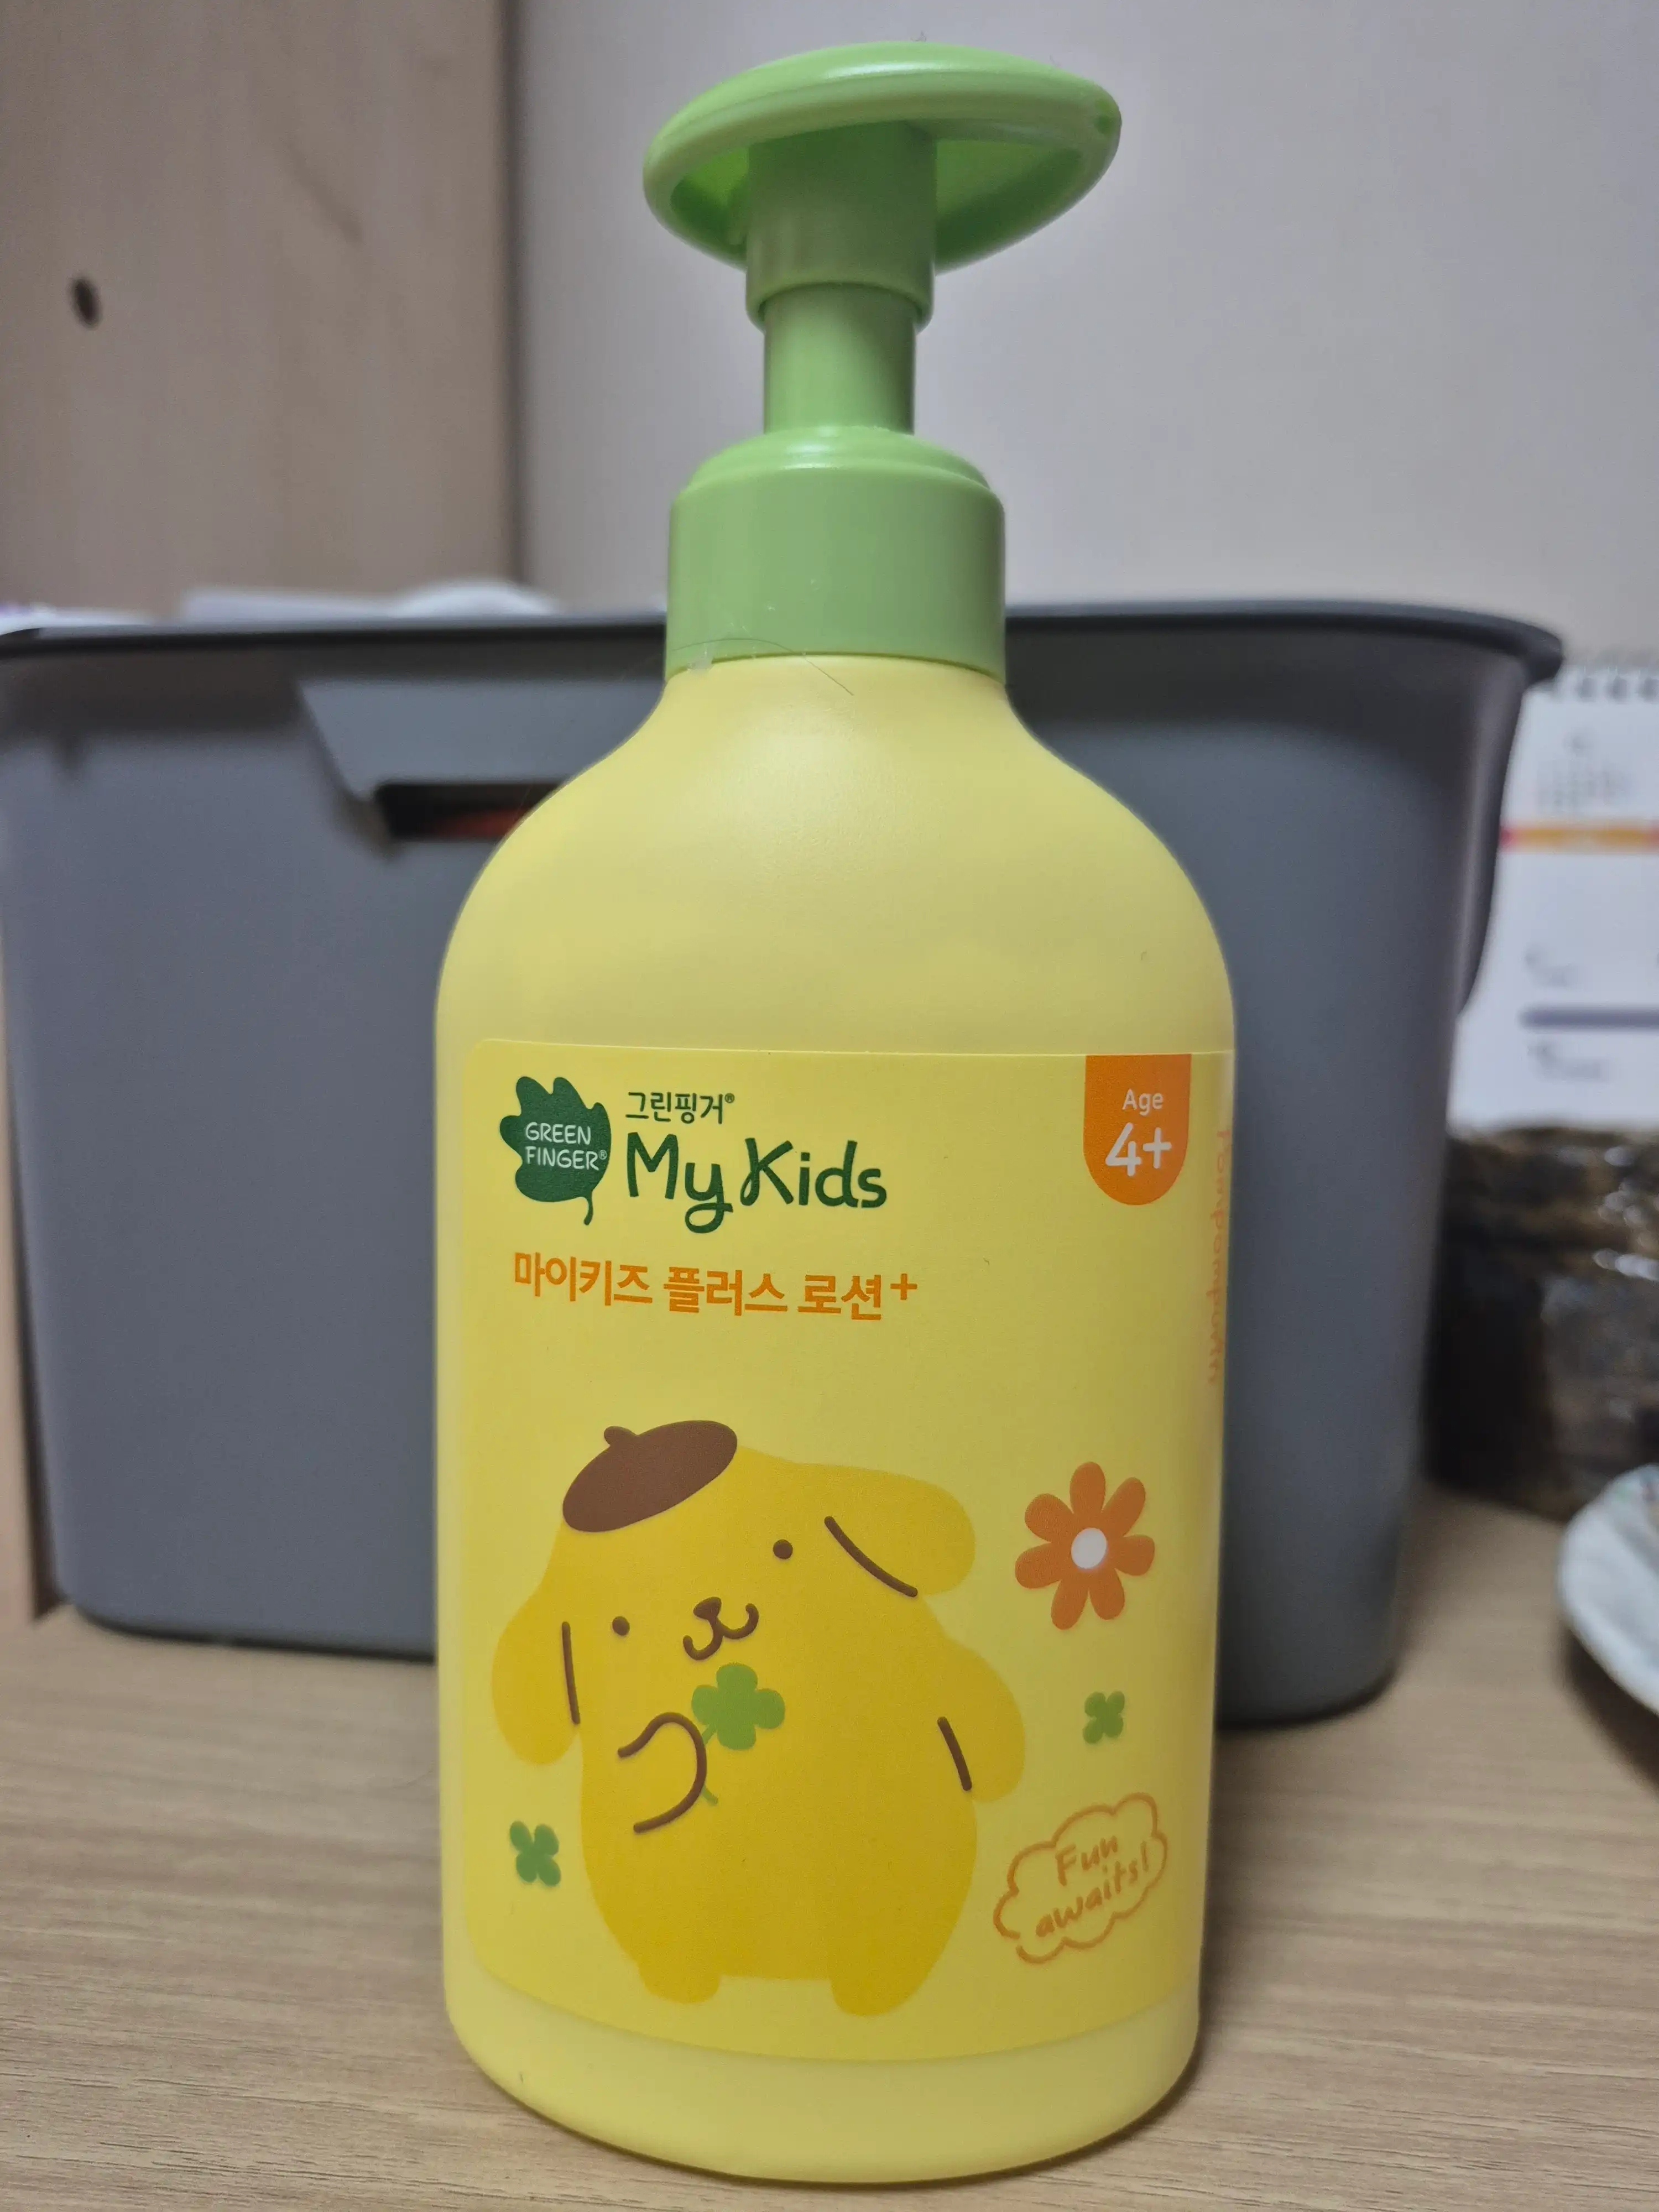 GREEN
FINGER®
그린핑거®
My Kids
Age
4+
마이키즈 플러스 로션+
Pompompurin
Fun
awaits!